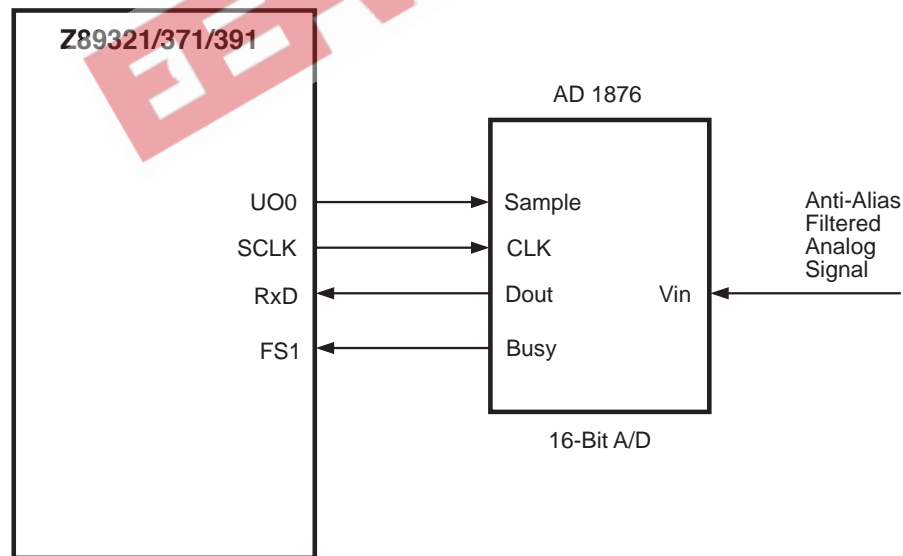 Z89321/371/391
AD 1876
UO0
SCLK
RxD
FS1
Sample
CLK
Dout
Busy
Vin
Anti-Alias
Filtered
Analog
Signal
16-Bit A/D